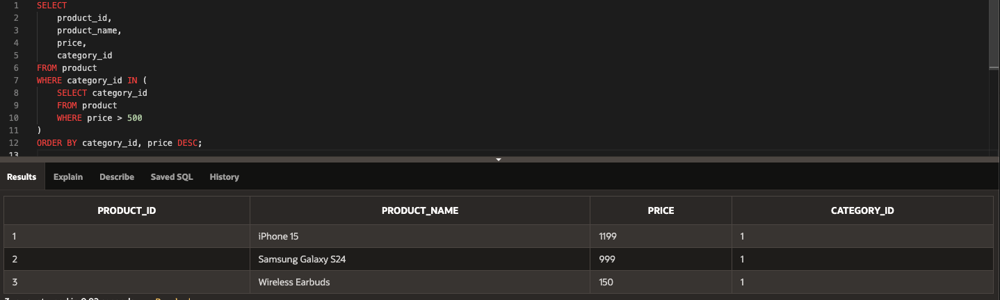 1 SELECT
2 product_id,
3 product_name,
4 price,
5 category_id
6 FROM product
7 WHERE category_id IN (
8 SELECT category_id
9 FROM product
10 WHERE price > 500
11 )
12 ORDER BY category_id, price DESC;
13
Results Explain Describe Saved SQL History
PRODUCT_ID PRODUCT_NAME PRICE CATEGORY_ID
1 iPhone 15 1199 1
2 Samsung Galaxy S24 999 1
3 Wireless Earbuds 150 1